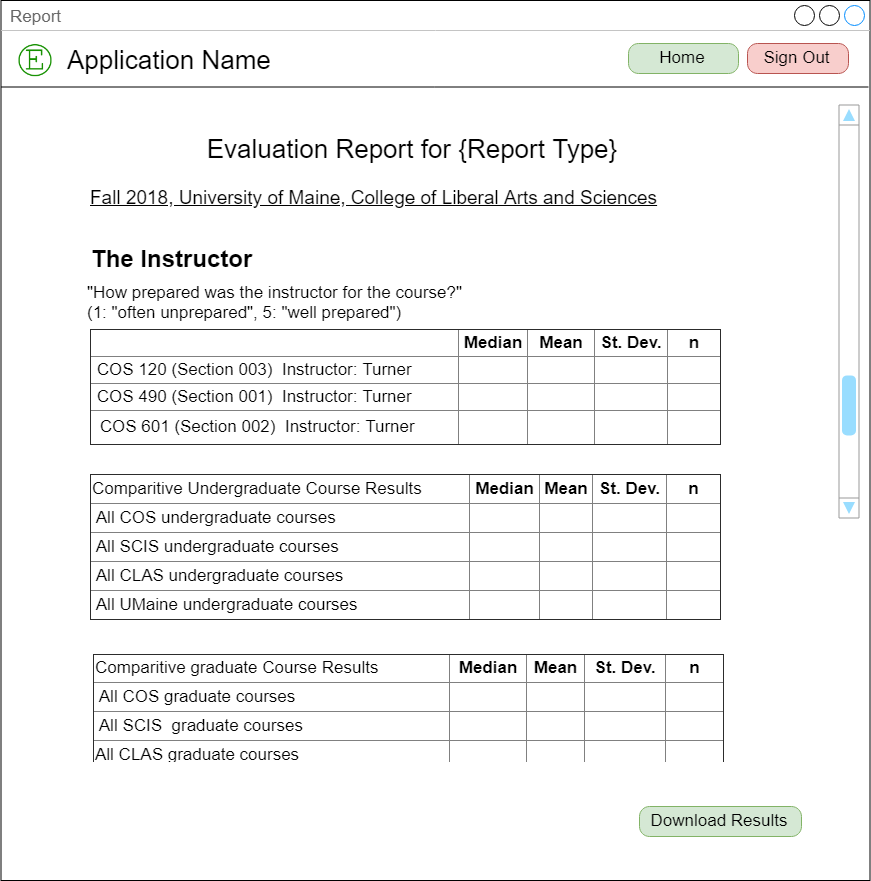 Report
E
Application Name
Home
Sign Out
Evaluation Report for {Report Type}
Fall 2018, University of Maine, College of Liberal Arts and Sciences
The Instructor
"How prepared was the instructor for the course?"
(1: "often unprepared", 5: "well prepared")
Median Mean St. Dev. n
COS 120 (Section 003) Instructor: Turner
COS 490 (Section 001) Instructor: Turner
COS 601 (Section 002) Instructor: Turner
Comparitive Undergraduate Course Results Median Mean St. Dev. n
All COS undergraduate courses
All SCIS undergraduate courses
All CLAS undergraduate courses
All UMaine undergraduate courses
Comparitive graduate Course Results Median Mean St. Dev. n
All COS graduate courses
All SCIS graduate courses
All CLAS graduate courses
Download Results